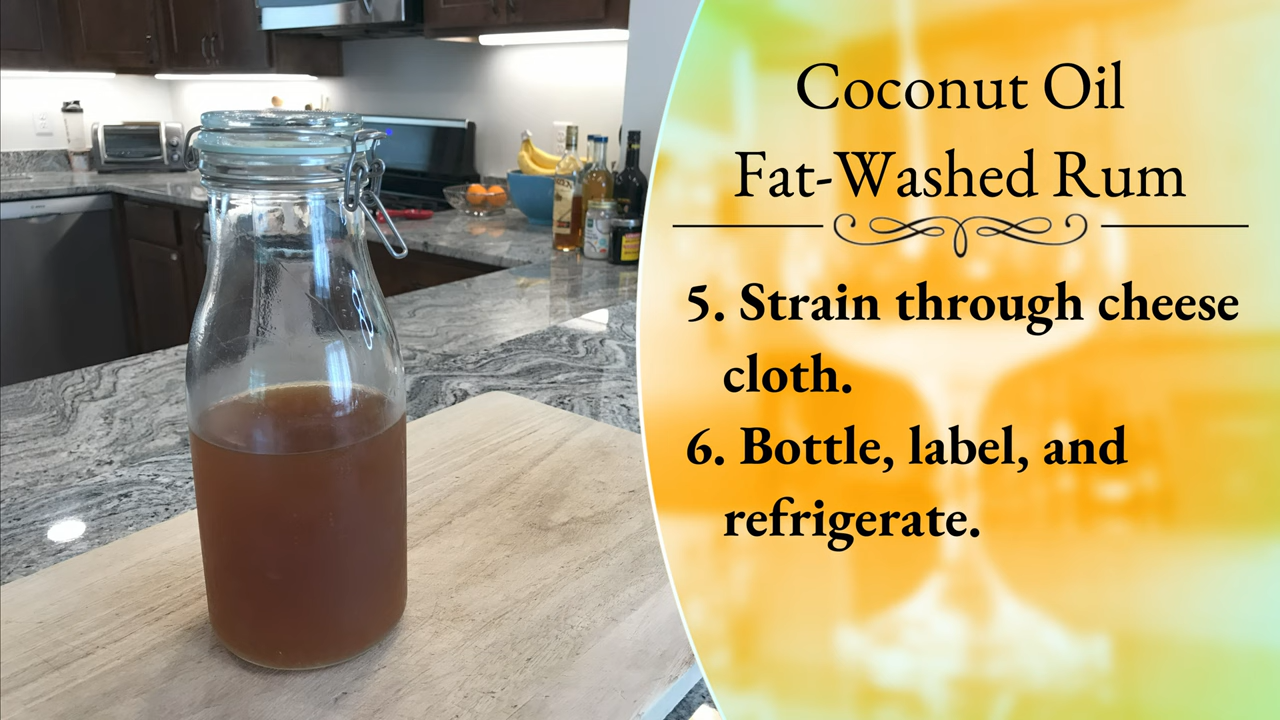 Coconut Oil
Fat-Washed Rum
5. Strain through cheese
cloth.
6. Bottle, label, and
refrigerate.